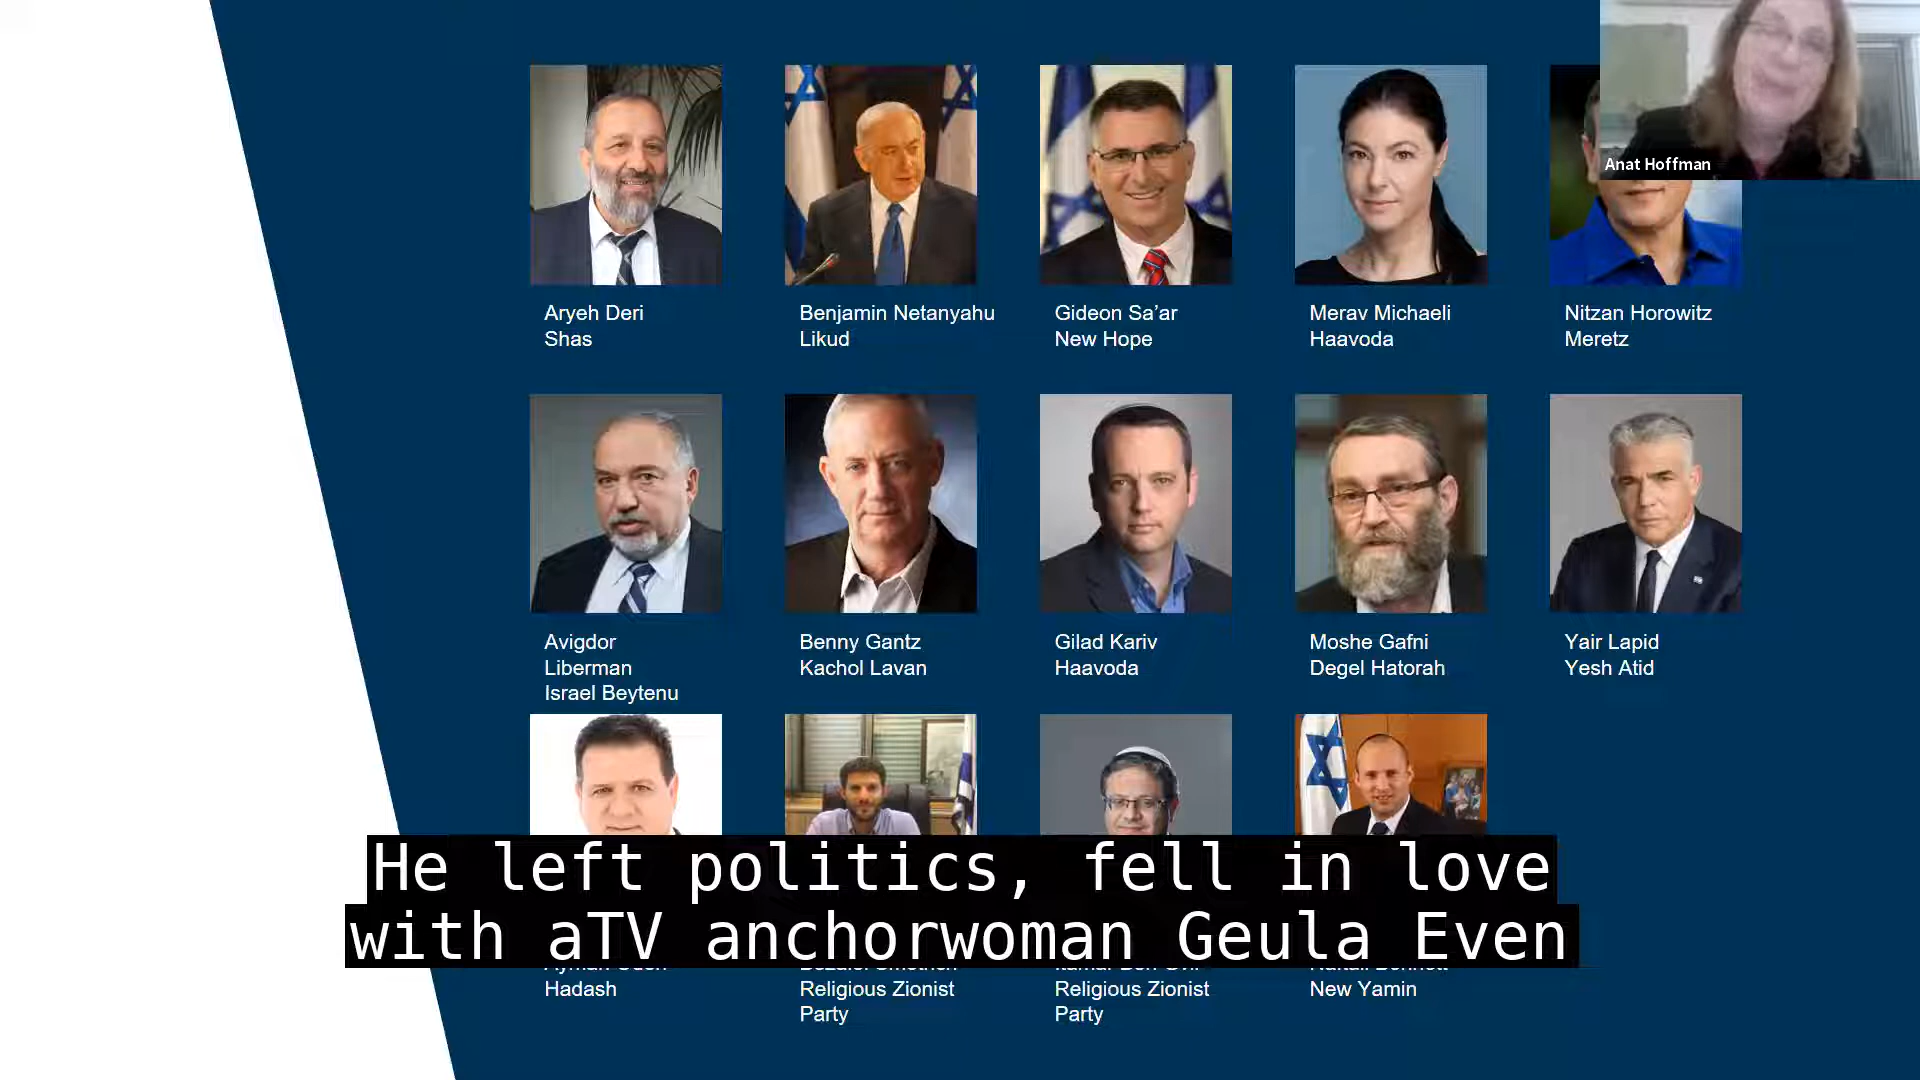 Anat Hoffman
Aryeh Deri
Shas
Benjamin Netanyahu
Likud
Gideon Sa’ar
New Hope
Merav Michaeli
Haavoda
Nitzan Horowitz
Meretz
Avigdor
Liberman
Israel Beytenu
Benny Gantz
Kachol Lavan
Gilad Kariv
Haavoda
Moshe Gafni
Degel Hatorah
Yair Lapid
Yesh Atid
He left politics, fell in love
with aTV anchorwoman Geula Even
Hadash
Religious Zionist
Party
Religious Zionist
Party
New Yamin